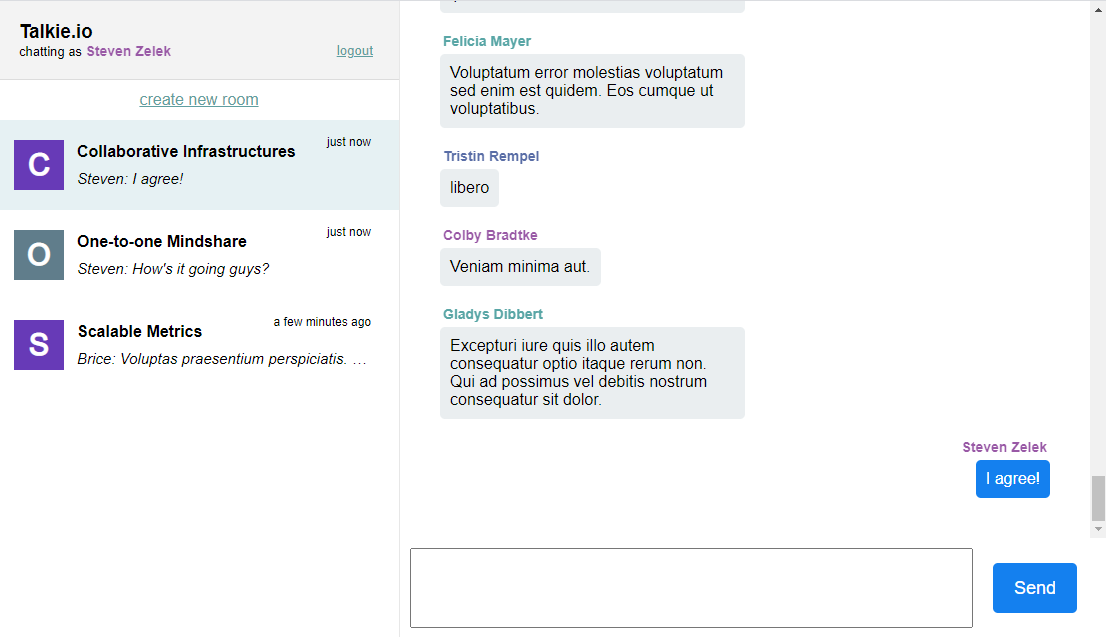 Talkie.io
chatting as Steven Zelek
logout
create new room
C
Collaborative Infrastructures
just now
Steven: I agree!
O
One-to-one Mindshare
just now
Steven: How's it going guys?
S
Scalable Metrics
a few minutes ago
Brice: Voluptas praesentium perspiciatis. …
Felicia Mayer
Voluptatum error molestias voluptatum
sed enim est quidem. Eos cumque ut
voluptatibus.
Tristin Rempel
libero
Colby Bradtke
Veniam minima aut.
Gladys Dibbert
Excepturi iure quis illo autem
consequatur optio itaque rerum non.
Qui ad possimus vel debitis nostrum
consequatur sit dolor.
Steven Zelek
I agree!
Send